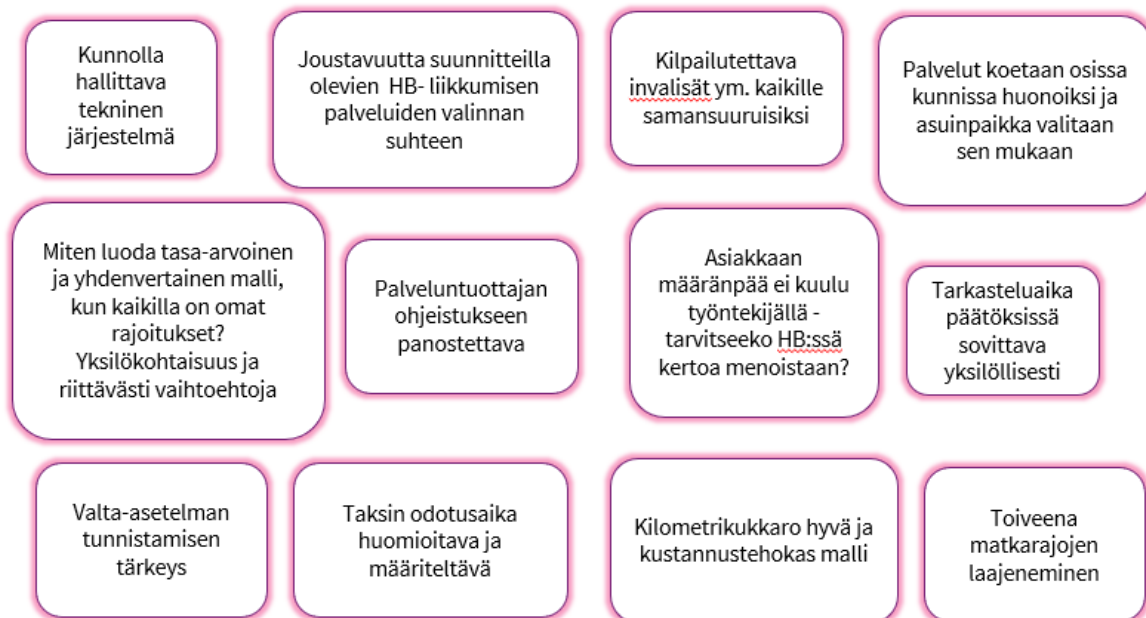 Kunnolla
hallittava
tekninen
järjestelmä
Joustavuutta suunnitteilla
olevien HB- liikkumisen
palveluiden valinnan
suhteen
Kilpailutettava
invalisät ym. kaikille
samansuuruisiksi
Palvelut koetaan osissa
kunnissa huonoiksi ja
asuinpaikka valitaan
sen mukaan
Miten luoda tasa-arvoinen
ja yhdenvertainen malli,
kun kaikilla on omat
rajoitukset?
Yksilökohtaisuus ja
riittävästi vaihtoehtoja
Palveluntuottajan
ohjeistukseen
panostettava
Asiakkaan
määränpää ei kuulu
työntekijällä -
tarvitseeko HB:ssä
kertoa menoistaan?
Tarkasteluaika
päätöksissä
sovittava
yksilöllisesti
Valta-asetelman
tunnistamisen
tärkeys
Taksin odotusaika
huomioitava ja
määriteltävä
Kilometrikukkaro hyvä ja
kustannustehokas malli
Toiveena
matkarajojen
laajeneminen